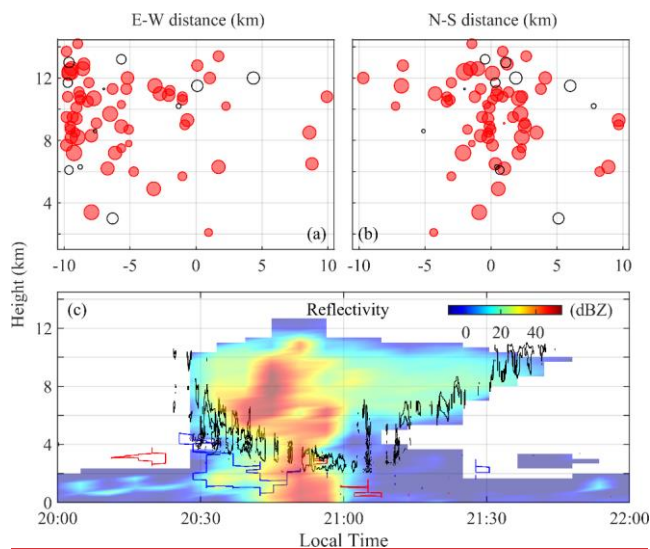 E-W distance (km) N-S distance (km)
12
8
4
Height (km)
(a) (b)
-10 -5 0 5 10 -10 -5 0 5 10
(c) Reflectivity (dBZ)
0 20 40
12
8
4
0
20:00 20:30 21:00 21:30 22:00
Local Time